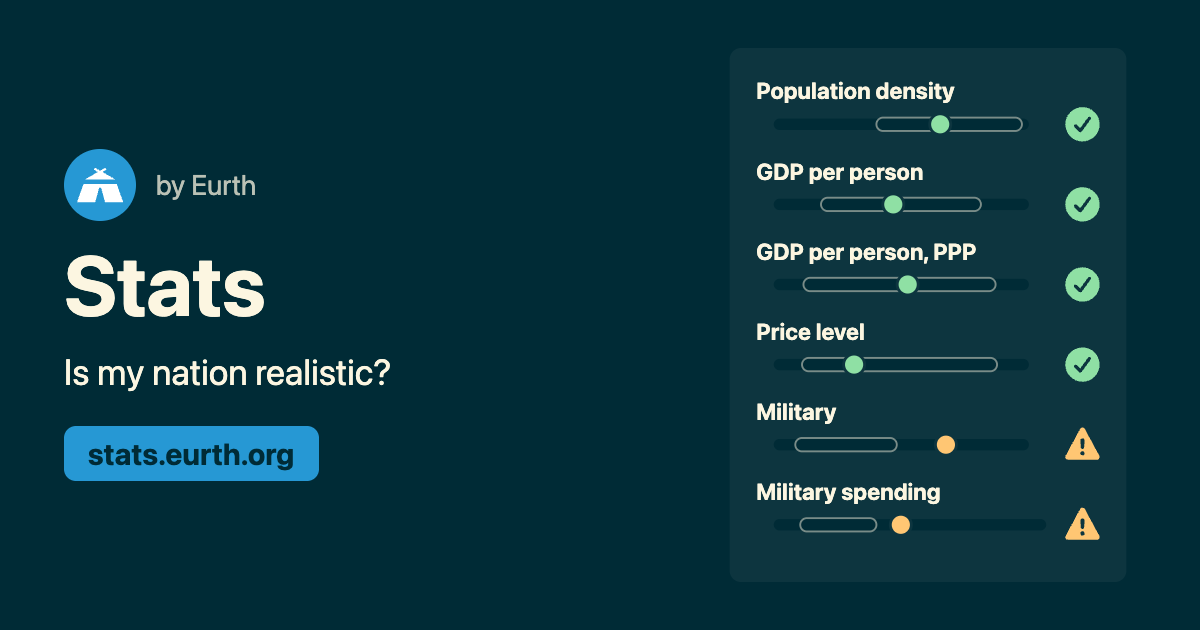 by Eurth
Stats
Is my nation realistic?
stats.eurth.org
Population density
GDP per person
GDP per person, PPP
Price level
Military
Military spending